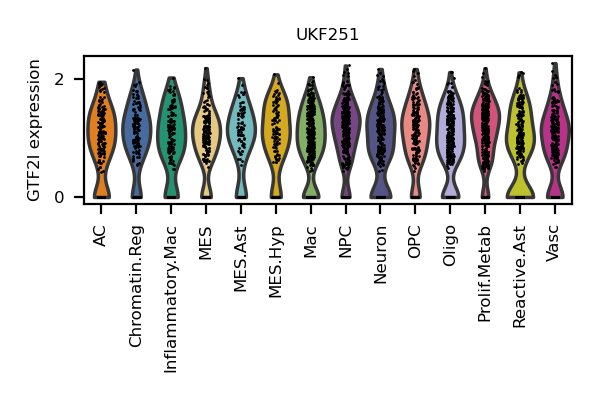 UKF251
GTF2I expression
2
0
AC
Chromatin.Reg
Inflammatory.Mac
MES
MES.Ast
MES.Hyp
Mac
NPC
Neuron
OPC
Oligo
Prolif.Metab
Reactive.Ast
Vasc